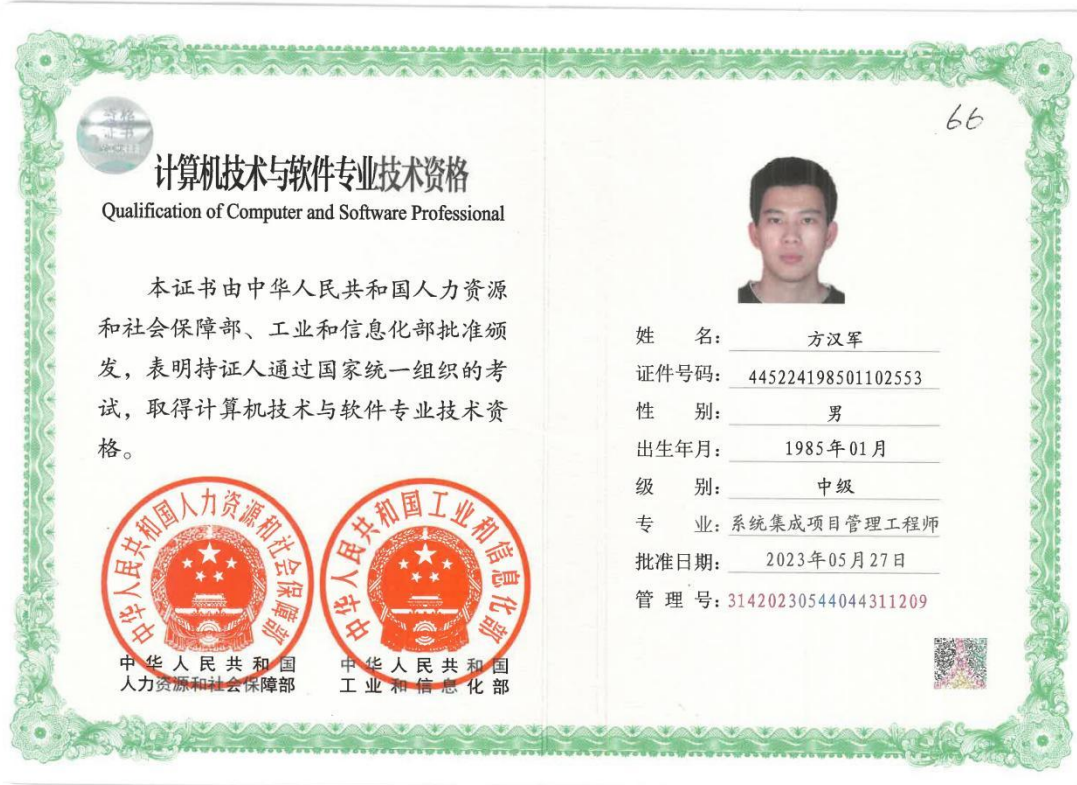 66
计算机技术与软件专业技术资格
Qualification of Computer and Software Professional
本证书由中华人民共和国人力资源
和社会保障部、工业和信息化部批准颁
发，表明持证人通过国家统一组织的考
试，取得计算机技术与软件专业技术资
格。
中华人民共和国人力资源和社会保障部
中华人民共和国工业和信息化部
中华人民共和国
人力资源和社会保障部
中华人民共和国
工业和信息化部
姓 名：方汉军
证件号码：445224198501102553
性 别：男
出生年月：1985年01月
级 别：中级
专 业：系统集成项目管理工程师
批准日期：2023年05月27日
管 理 号：31420230544044311209